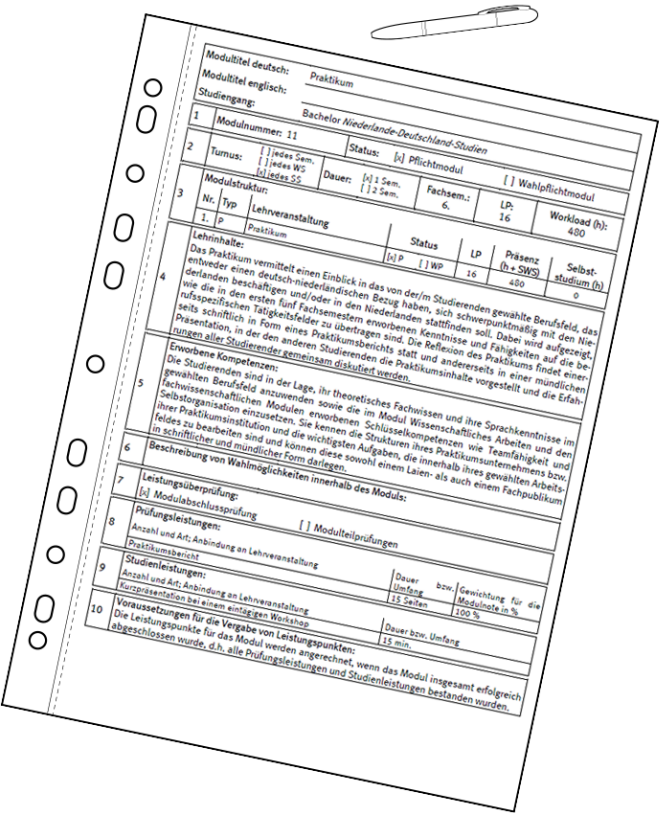 Modultitel deutsch: Praktikum
Modultitel englisch:
Studiengang: Bachelor Niederlande-Deutschland-Studien
1 Modulnummer: 11 Status: [x] Pflichtmodul [ ] Wahlpflichtmodul
2 Turnus: [ ] jedes Sem. [ ] jedes WS [x] jedes SS Dauer: [x] 1 Sem. [ ] 2 Sem. Fachsem.: 6. LP: 16 Workload (h): 480
3 Modulstruktur:
Nr. Typ Lehrveranstaltung Status LP Präsenz (h + SWS) Selbst-studium (h)
1. P Praktikum [x] P [ ] WP 16 480 0
4 Lehrinhalte:
Das Praktikum vermittelt einen Einblick in das von der/m Studierenden gewählte Berufsfeld, das
entweder einen deutsch-niederländischen Bezug haben, sich schwerpunktmäßig mit den Nie-
derlanden beschäftigen und/oder in den Niederlanden stattfinden soll. Dabei wird aufgezeigt,
wie die in den ersten fünf Fachsemestern erworbenen Kenntnisse und Fähigkeiten auf die be-
rufsspezifischen Tätigkeitsfelder zu übertragen sind. Die Reflexion des Praktikums findet einer-
seits schriftlich in Form eines Praktikumsberichts statt und andererseits in einer mündlichen
Präsentation, in der den anderen Studierenden die Praktikumsinhalte vorgestellt und die Erfah-
rungen aller Studierender gemeinsam diskutiert werden.
5 Erworbene Kompetenzen:
Die Studierenden sind in der Lage, ihr theoretisches Fachwissen und ihre Sprachkenntnisse im
gewählten Berufsfeld anzuwenden sowie die im Modul Wissenschaftliches Arbeiten und den
fachwissenschaftlichen Modulen erworbenen Schlüsselkompetenzen wie Teamfähigkeit und
Selbstorganisation einzusetzen. Sie kennen die Strukturen ihres Praktikumsunternehmens bzw.
ihrer Praktikumsinstitution und die wichtigsten Aufgaben, die innerhalb ihres gewählten Arbeits-
feldes zu bearbeiten sind und können diese sowohl einem Laien- als auch einem Fachpublikum
in schriftlicher und mündlicher Form darlegen.
6 Beschreibung von Wahlmöglichkeiten innerhalb des Moduls:
7 Leistungsüberprüfung:
[x] Modulabschlussprüfung [ ] Modulteilprüfungen
8 Prüfungsleistungen:
Anzahl und Art; Anbindung an Lehrveranstaltung Dauer bzw. Umfang Gewichtung für die Modulnote in %
Praktikumsbericht 15 Seiten 100 %
9 Studienleistungen:
Anzahl und Art; Anbindung an Lehrveranstaltung Dauer bzw. Umfang
Kurzpräsentation bei einem eintägigen Workshop 15 min.
10 Voraussetzungen für die Vergabe von Leistungspunkten:
Die Leistungspunkte für das Modul werden angerechnet, wenn das Modul insgesamt erfolgreich
abgeschlossen wurde, d.h. alle Prüfungsleistungen und Studienleistungen bestanden wurden.